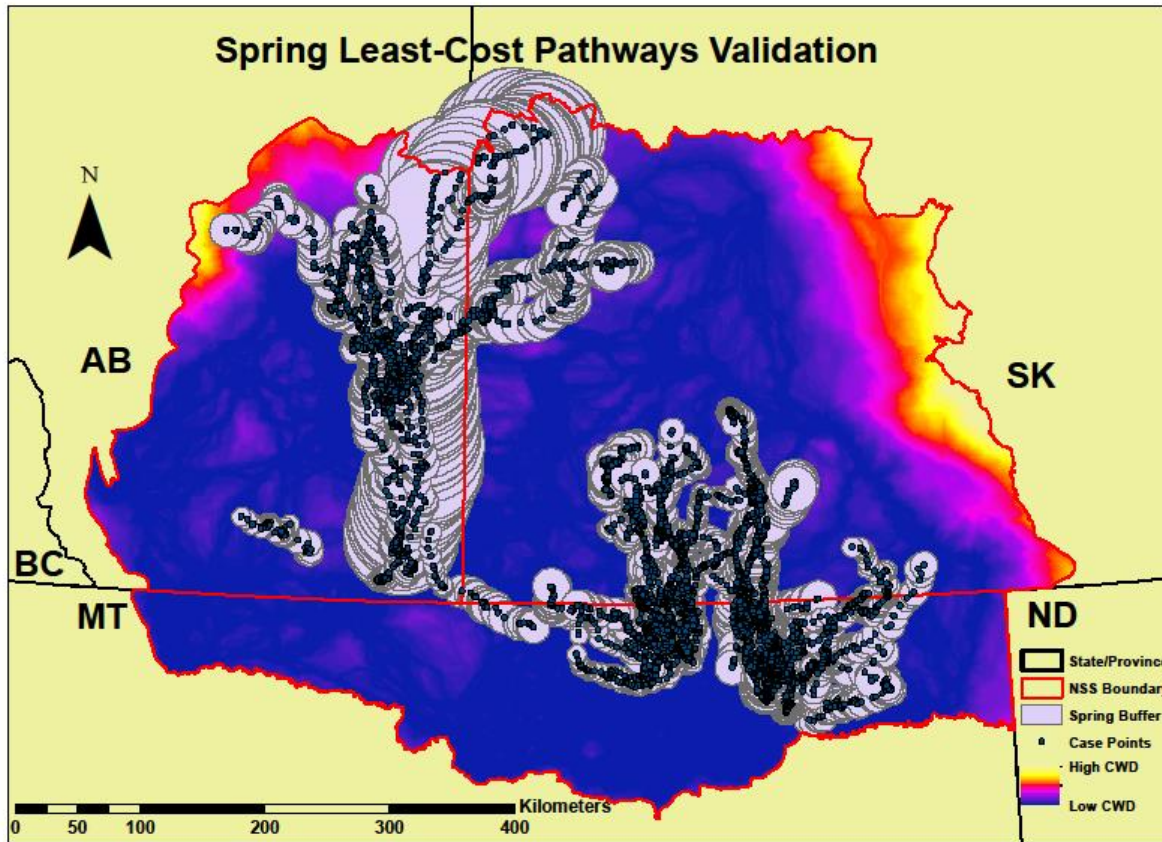 Spring Least-Cost Pathways Validation
N
AB
SK
BC
MT
ND
State/Province
NSS Boundar
Spring Buffer
Case Points
High CWD
Low CWD
Kilometers
0 50 100 200 300 400